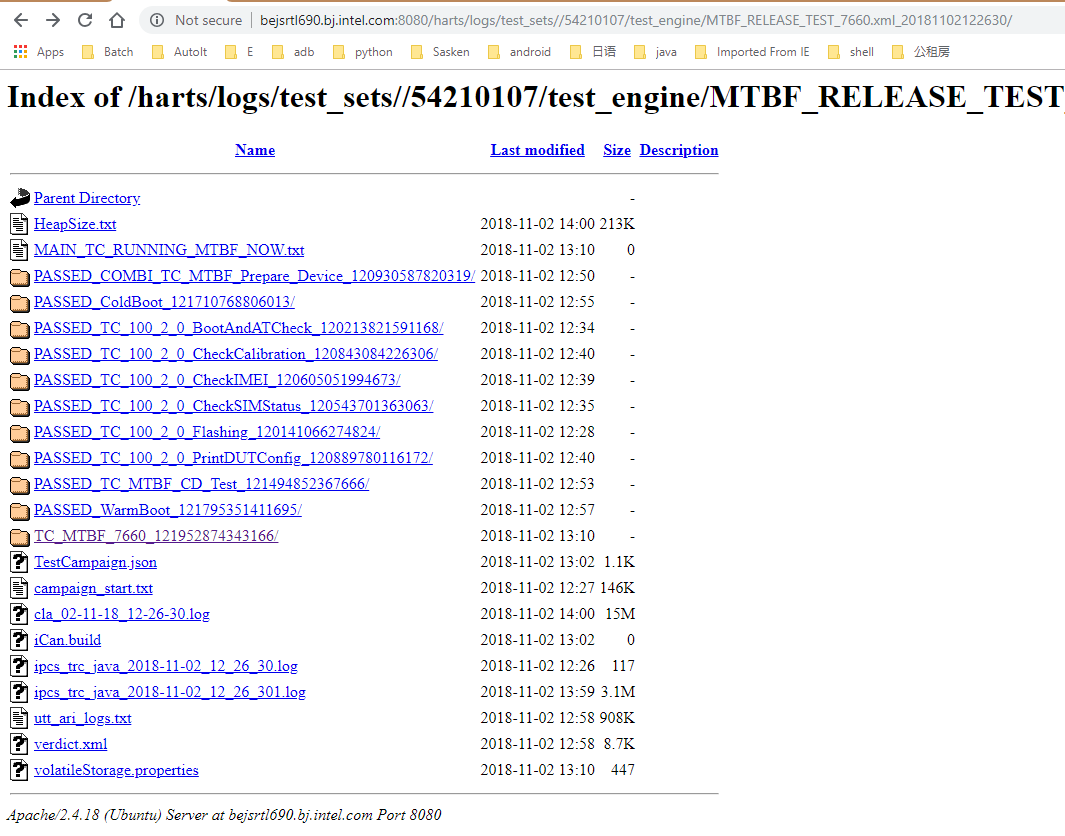 Not secure | bejsrtl690.bj.intel.com:8080/harts/logs/test_sets//54210107/test_engine/MTBF_RELEASE_TEST_7660.xml_20181102122630/
Apps Batch AutoIt E adb python Sasken android 日语 java Imported From IE shell 公租房
Index of /harts/logs/test_sets//54210107/test_engine/MTBF_RELEASE_TEST
Name Last modified Size Description
Parent Directory -
HeapSize.txt 2018-11-02 14:00 213K
MAIN_TC_RUNNING_MTBF_NOW.txt 2018-11-02 13:10 0
PASSED_COMBI_TC_MTBF_Prepare_Device_120930587820319/ 2018-11-02 12:50 -
PASSED_ColdBoot_121710768806013/ 2018-11-02 12:55 -
PASSED_TC_100_2_0_BootAndATCheck_120213821591168/ 2018-11-02 12:34 -
PASSED_TC_100_2_0_CheckCalibration_120843084226306/ 2018-11-02 12:40 -
PASSED_TC_100_2_0_CheckIMEI_120605051994673/ 2018-11-02 12:39 -
PASSED_TC_100_2_0_CheckSIMStatus_120543701363063/ 2018-11-02 12:35 -
PASSED_TC_100_2_0_Flashing_120141066274824/ 2018-11-02 12:28 -
PASSED_TC_100_2_0_PrintDUTConfig_120889780116172/ 2018-11-02 12:40 -
PASSED_TC_MTBF_CD_Test_121494852367666/ 2018-11-02 12:53 -
PASSED_WarmBoot_121795351411695/ 2018-11-02 12:57 -
TC_MTBF_7660_121952874343166/ 2018-11-02 13:10 -
TestCampaign.json 2018-11-02 13:02 1.1K
campaign_start.txt 2018-11-02 12:27 146K
cla_02-11-18_12-26-30.log 2018-11-02 14:00 15M
iCan.build 2018-11-02 13:02 0
ipcs_trc_java_2018-11-02_12_26_30.log 2018-11-02 12:26 117
ipcs_trc_java_2018-11-02_12_26_301.log 2018-11-02 13:59 3.1M
utt_ari_logs.txt 2018-11-02 12:58 908K
verdict.xml 2018-11-02 12:58 8.7K
volatileStorage.properties 2018-11-02 13:10 447
Apache/2.4.18 (Ubuntu) Server at bejsrtl690.bj.intel.com Port 8080